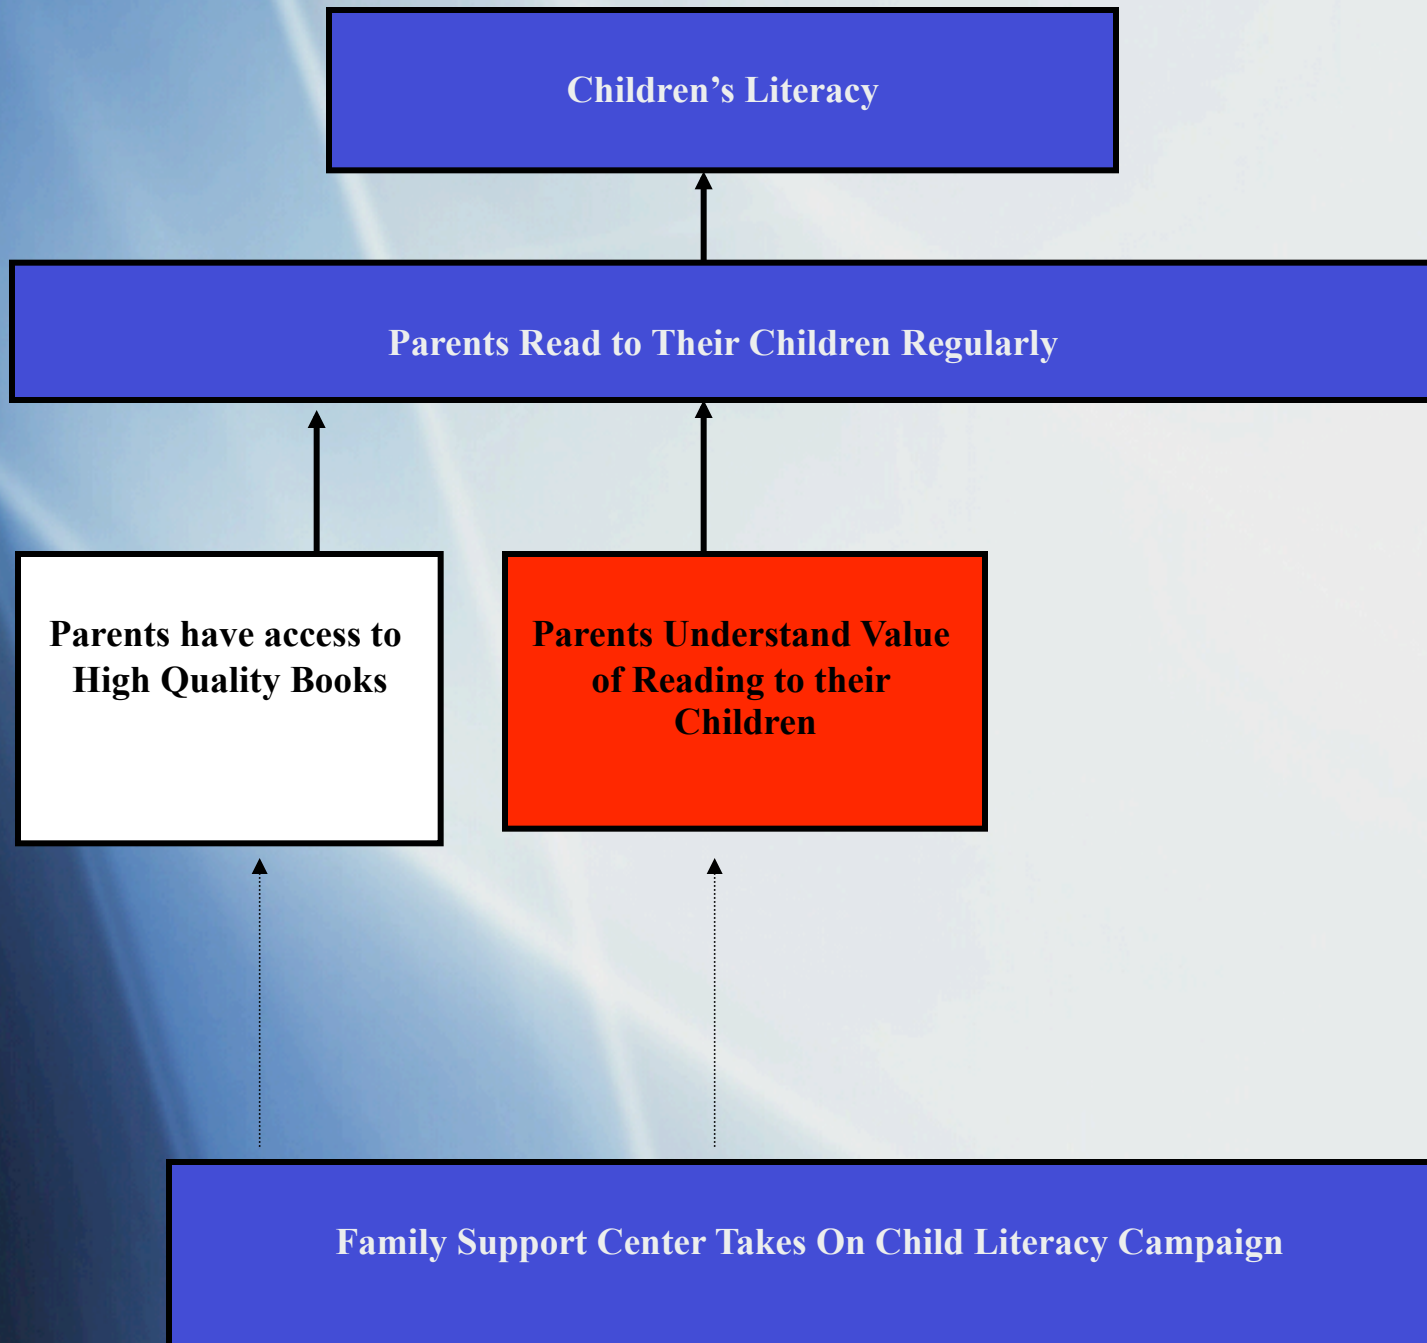 Children’s Literacy
Parents Read to Their Children Regularly
Parents have access to
High Quality Books
Parents Understand Value
of Reading to their
Children
Family Support Center Takes On Child Literacy Campaign